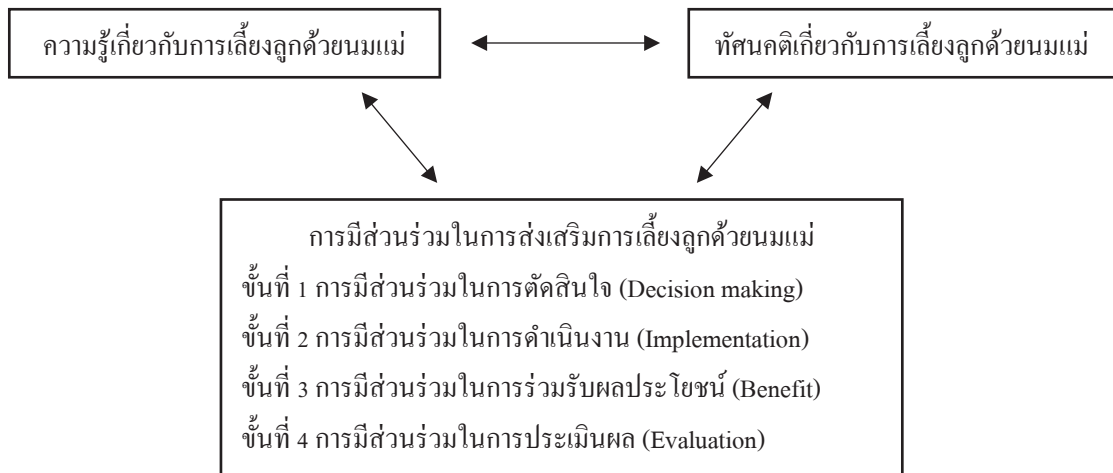 ความรู้เกี่ยวกับการเลี้ยงลูกด้วยนมแม่
ทัศนคติเกี่ยวกับการเลี้ยงลูกด้วยนมแม่
การมีส่วนร่วมในการส่งเสริมการเลี้ยงลูกด้วยนมแม่
ขั้นที่ 1 การมีส่วนร่วมในการตัดสินใจ (Decision making)
ขั้นที่ 2 การมีส่วนร่วมในการดำเนินงาน (Implementation)
ขั้นที่ 3 การมีส่วนร่วมในการร่วมรับผลประโยชน์ (Benefit)
ขั้นที่ 4 การมีส่วนร่วมในการประเมินผล (Evaluation)